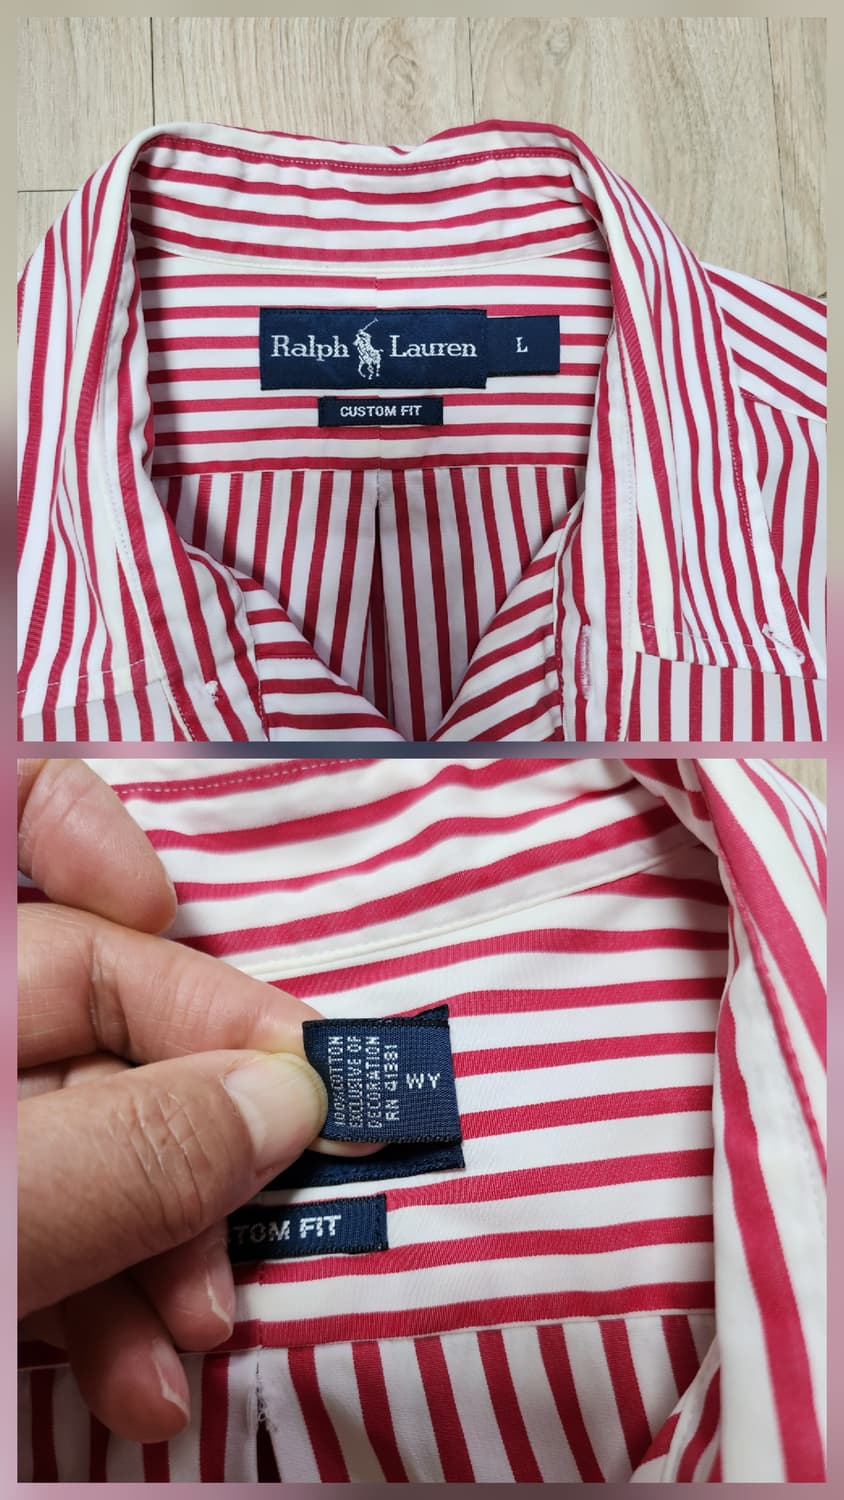 Ralph Lauren
L
CUSTOM FIT
100% COTTON
EXCLUSIVE OF
DECORATION
RN 41381
WY
TOM FIT